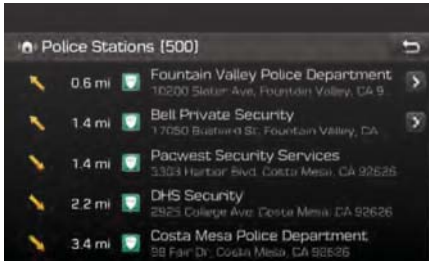 Police Stations (500)
0.6 mi Fountain Valley Police Department
10200 Slater Ave, Fountain Valley, CA 9...
1.4 mi Bell Private Security
17050 Bushard St, Fountain Valley, CA
1.4 mi Pacwest Security Services
3303 Harbor Blvd, Costa Mesa, CA 92626
2.2 mi DHS Security
2925 College Ave, Costa Mesa, CA 92626
3.4 mi Costa Mesa Police Department
99 Fair Dr, Costa Mesa, CA 92626